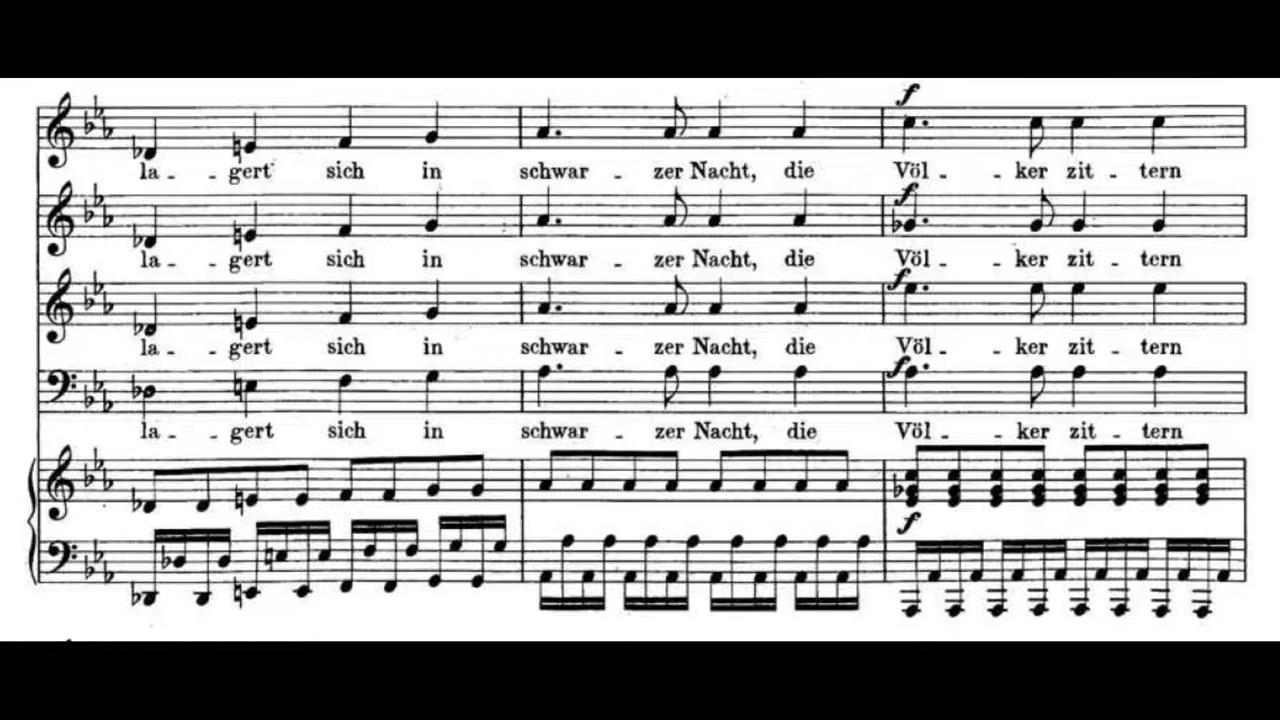 f
la - - gert sich in schwar - zer Nacht, die Völ - - ker zit - tern
f
la - - gert sich in schwar - zer Nacht, die Völ - - ker zit - tern
f
la - - gert sich in schwar - zer Nacht, die Völ - - ker zit - tern
f
la - - gert sich in schwar - zer Nacht, die Völ - - ker zit - tern
f